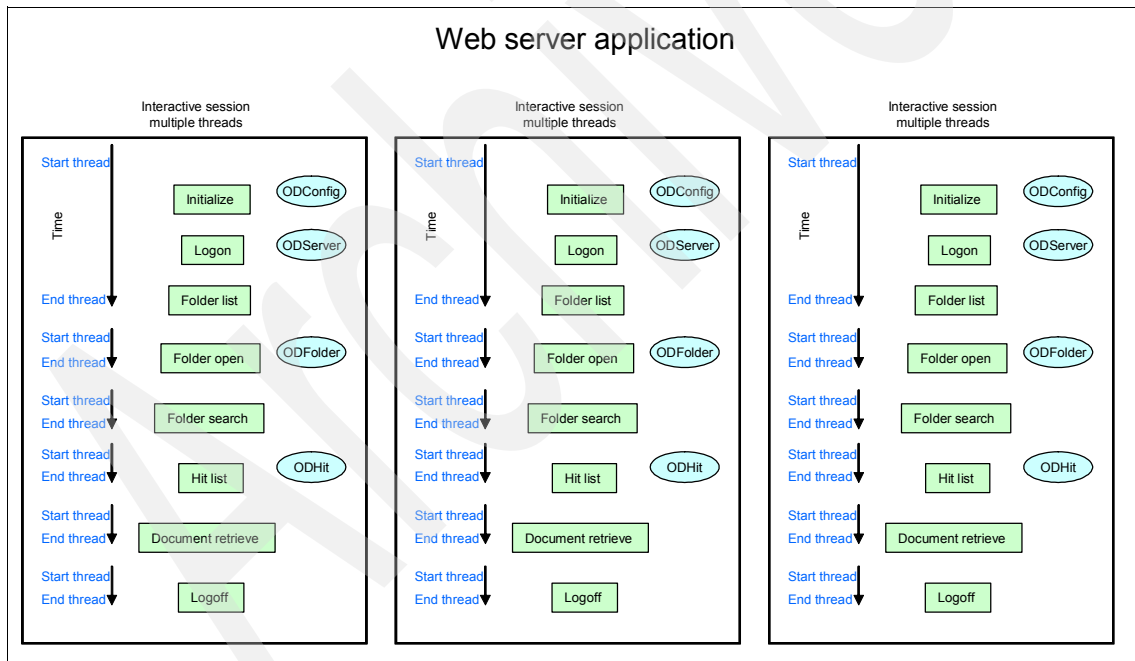 Web server application
Interactive session
multiple threads
Start thread
Time
Initialize
ODConfig
Logon
ODServer
End thread
Folder list
Start thread
End thread
Folder open
ODFolder
Start thread
End thread
Folder search
Start thread
End thread
Hit list
ODHit
Start thread
End thread
Document retrieve
Start thread
End thread
Logoff
Interactive session
multiple threads
Start thread
Time
Initialize
ODConfig
Logon
ODServer
End thread
Folder list
Start thread
End thread
Folder open
ODFolder
Start thread
End thread
Folder search
Start thread
End thread
Hit list
ODHit
Start thread
End thread
Document retrieve
Start thread
End thread
Logoff
Interactive session
multiple threads
Start thread
Time
Initialize
ODConfig
Logon
ODServer
End thread
Folder list
Start thread
End thread
Folder open
ODFolder
Start thread
End thread
Folder search
Start thread
End thread
Hit list
ODHit
Start thread
End thread
Document retrieve
Start thread
End thread
Logoff